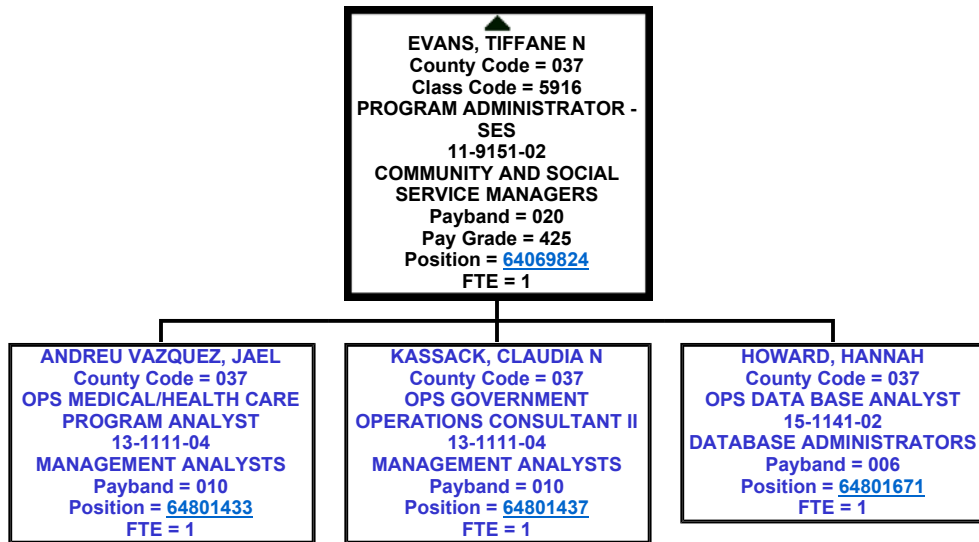 EVANS, TIFFANE N
County Code = 037
Class Code = 5916
PROGRAM ADMINISTRATOR -
SES
11-9151-02
COMMUNITY AND SOCIAL
SERVICE MANAGERS
Payband = 020
Pay Grade = 425
Position = 64069824
FTE = 1
ANDREU VAZQUEZ, JAEL
County Code = 037
OPS MEDICAL/HEALTH CARE
PROGRAM ANALYST
13-1111-04
MANAGEMENT ANALYSTS
Payband = 010
Position = 64801433
FTE = 1
KASSACK, CLAUDIA N
County Code = 037
OPS GOVERNMENT
OPERATIONS CONSULTANT II
13-1111-04
MANAGEMENT ANALYSTS
Payband = 010
Position = 64801437
FTE = 1
HOWARD, HANNAH
County Code = 037
OPS DATA BASE ANALYST
15-1141-02
DATABASE ADMINISTRATORS
Payband = 006
Position = 64801671
FTE = 1